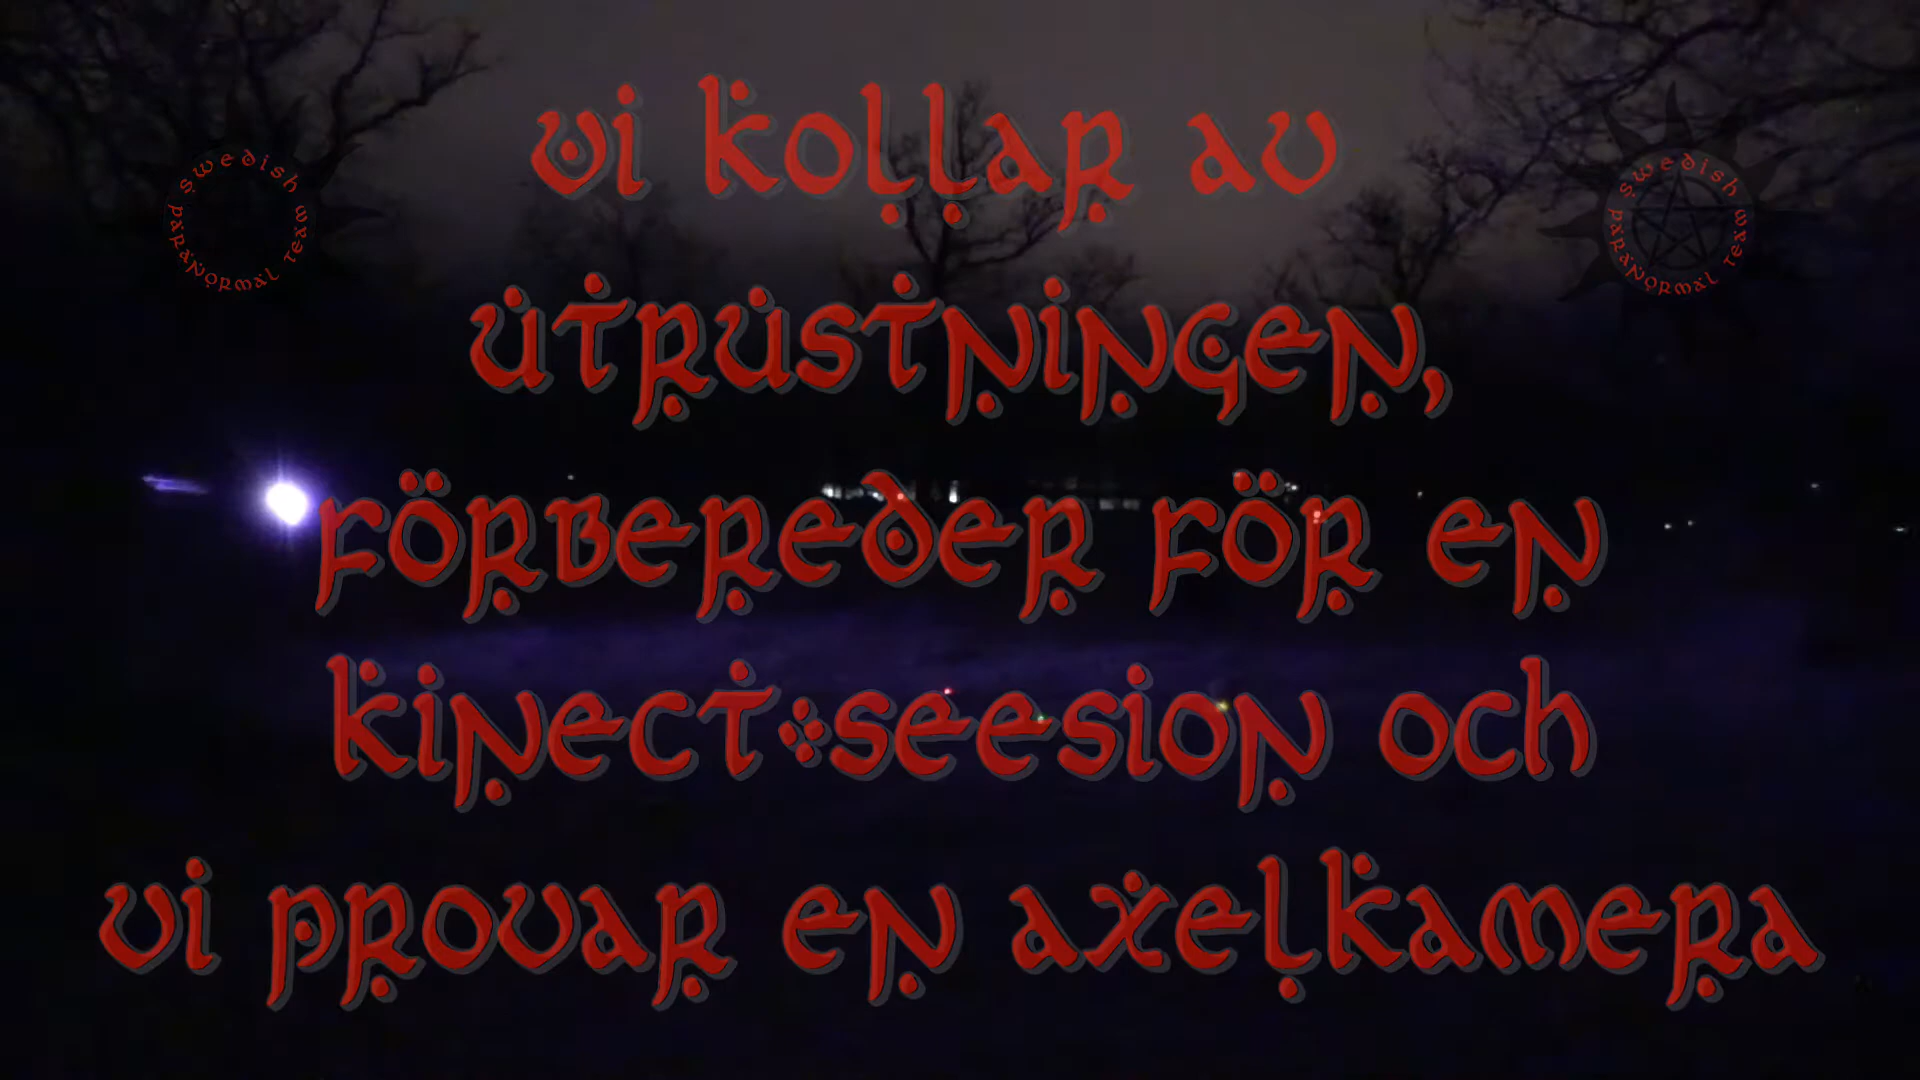 Vi kollar av
utrustningen,
förbereder för en
kinect-seesion och
vi provar en axelkamera
Swedish Paranormal Team
Swedish Paranormal Team